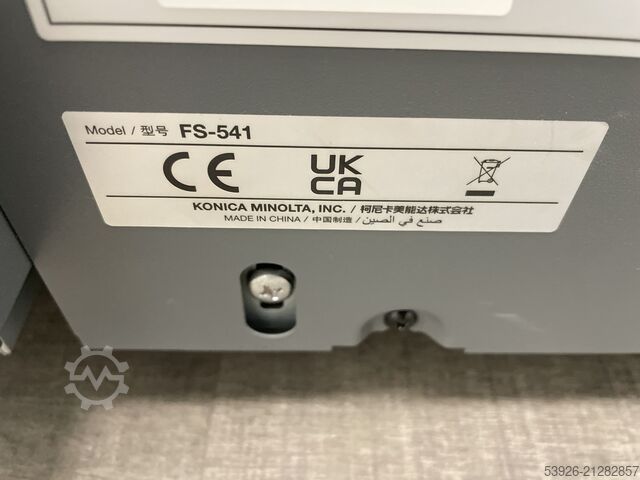 Model / 型号 FS-541
CE UK CA
KONICA MINOLTA, INC. / 柯尼卡美能达株式会社
MADE IN CHINA / 中国制造 / صنع في الصين
53926-21282857